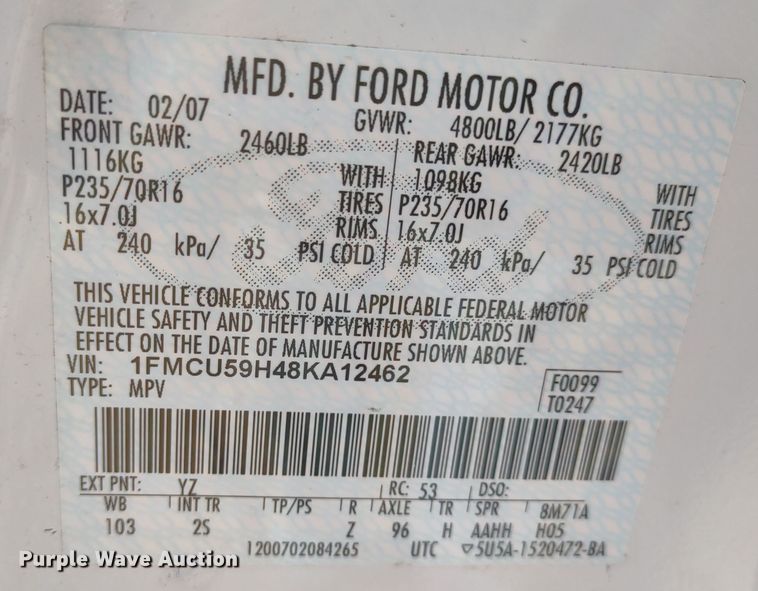 MFD. BY FORD MOTOR CO.
DATE: 02/07 GVWR: 4800LB/ 2177KG
FRONT GAWR: 2460LB REAR GAWR: 2420LB
1116KG WITH 1098KG WITH
P235/70R16 TIRES P235/70R16 TIRES
16x7.0J RIMS 16x7.0J RIMS
AT 240 kPa/ 35 PSI COLD AT 240 kPa/ 35 PSI COLD
Ford
THIS VEHICLE CONFORMS TO ALL APPLICABLE FEDERAL MOTOR
VEHICLE SAFETY AND THEFT PREVENTION STANDARDS IN
EFFECT ON THE DATE OF MANUFACTURE SHOWN ABOVE.
VIN: 1FMCU59H48KA12462
TYPE: MPV
F0099
T0247
EXT PNT: YZ RC: 53 DSO:
WB INT TR TP/PS R AXLE TR SPR 8M71A
103 2S Z 96 H AAHH H05
1200702084265 UTC ▽5U5A-1520472-BA
Purple Wave Auction